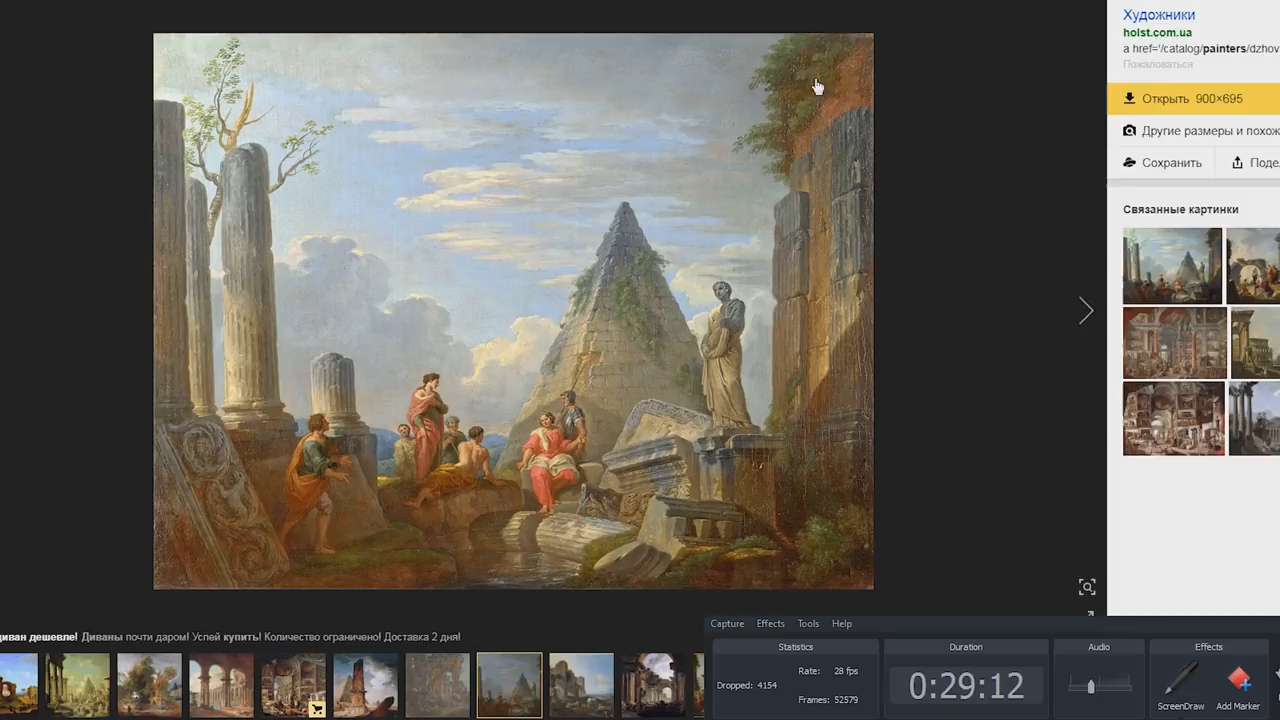 Художники
holst.com.ua
a href='/catalog/painters/dzhov
Пожаловаться
Открыть 900×695
Другие размеры и похож
Сохранить
Поде
Связанные картинки
диван дешевле! Диваны почти даром! Успей купить! Количество ограничено! Доставка 2 дня!
Capture Effects Tools Help
Statistics
Duration
Audio
Effects
Rate: 28 fps
Dropped: 4154
Frames: 52579
0:29:12
ScreenDraw
Add Marker